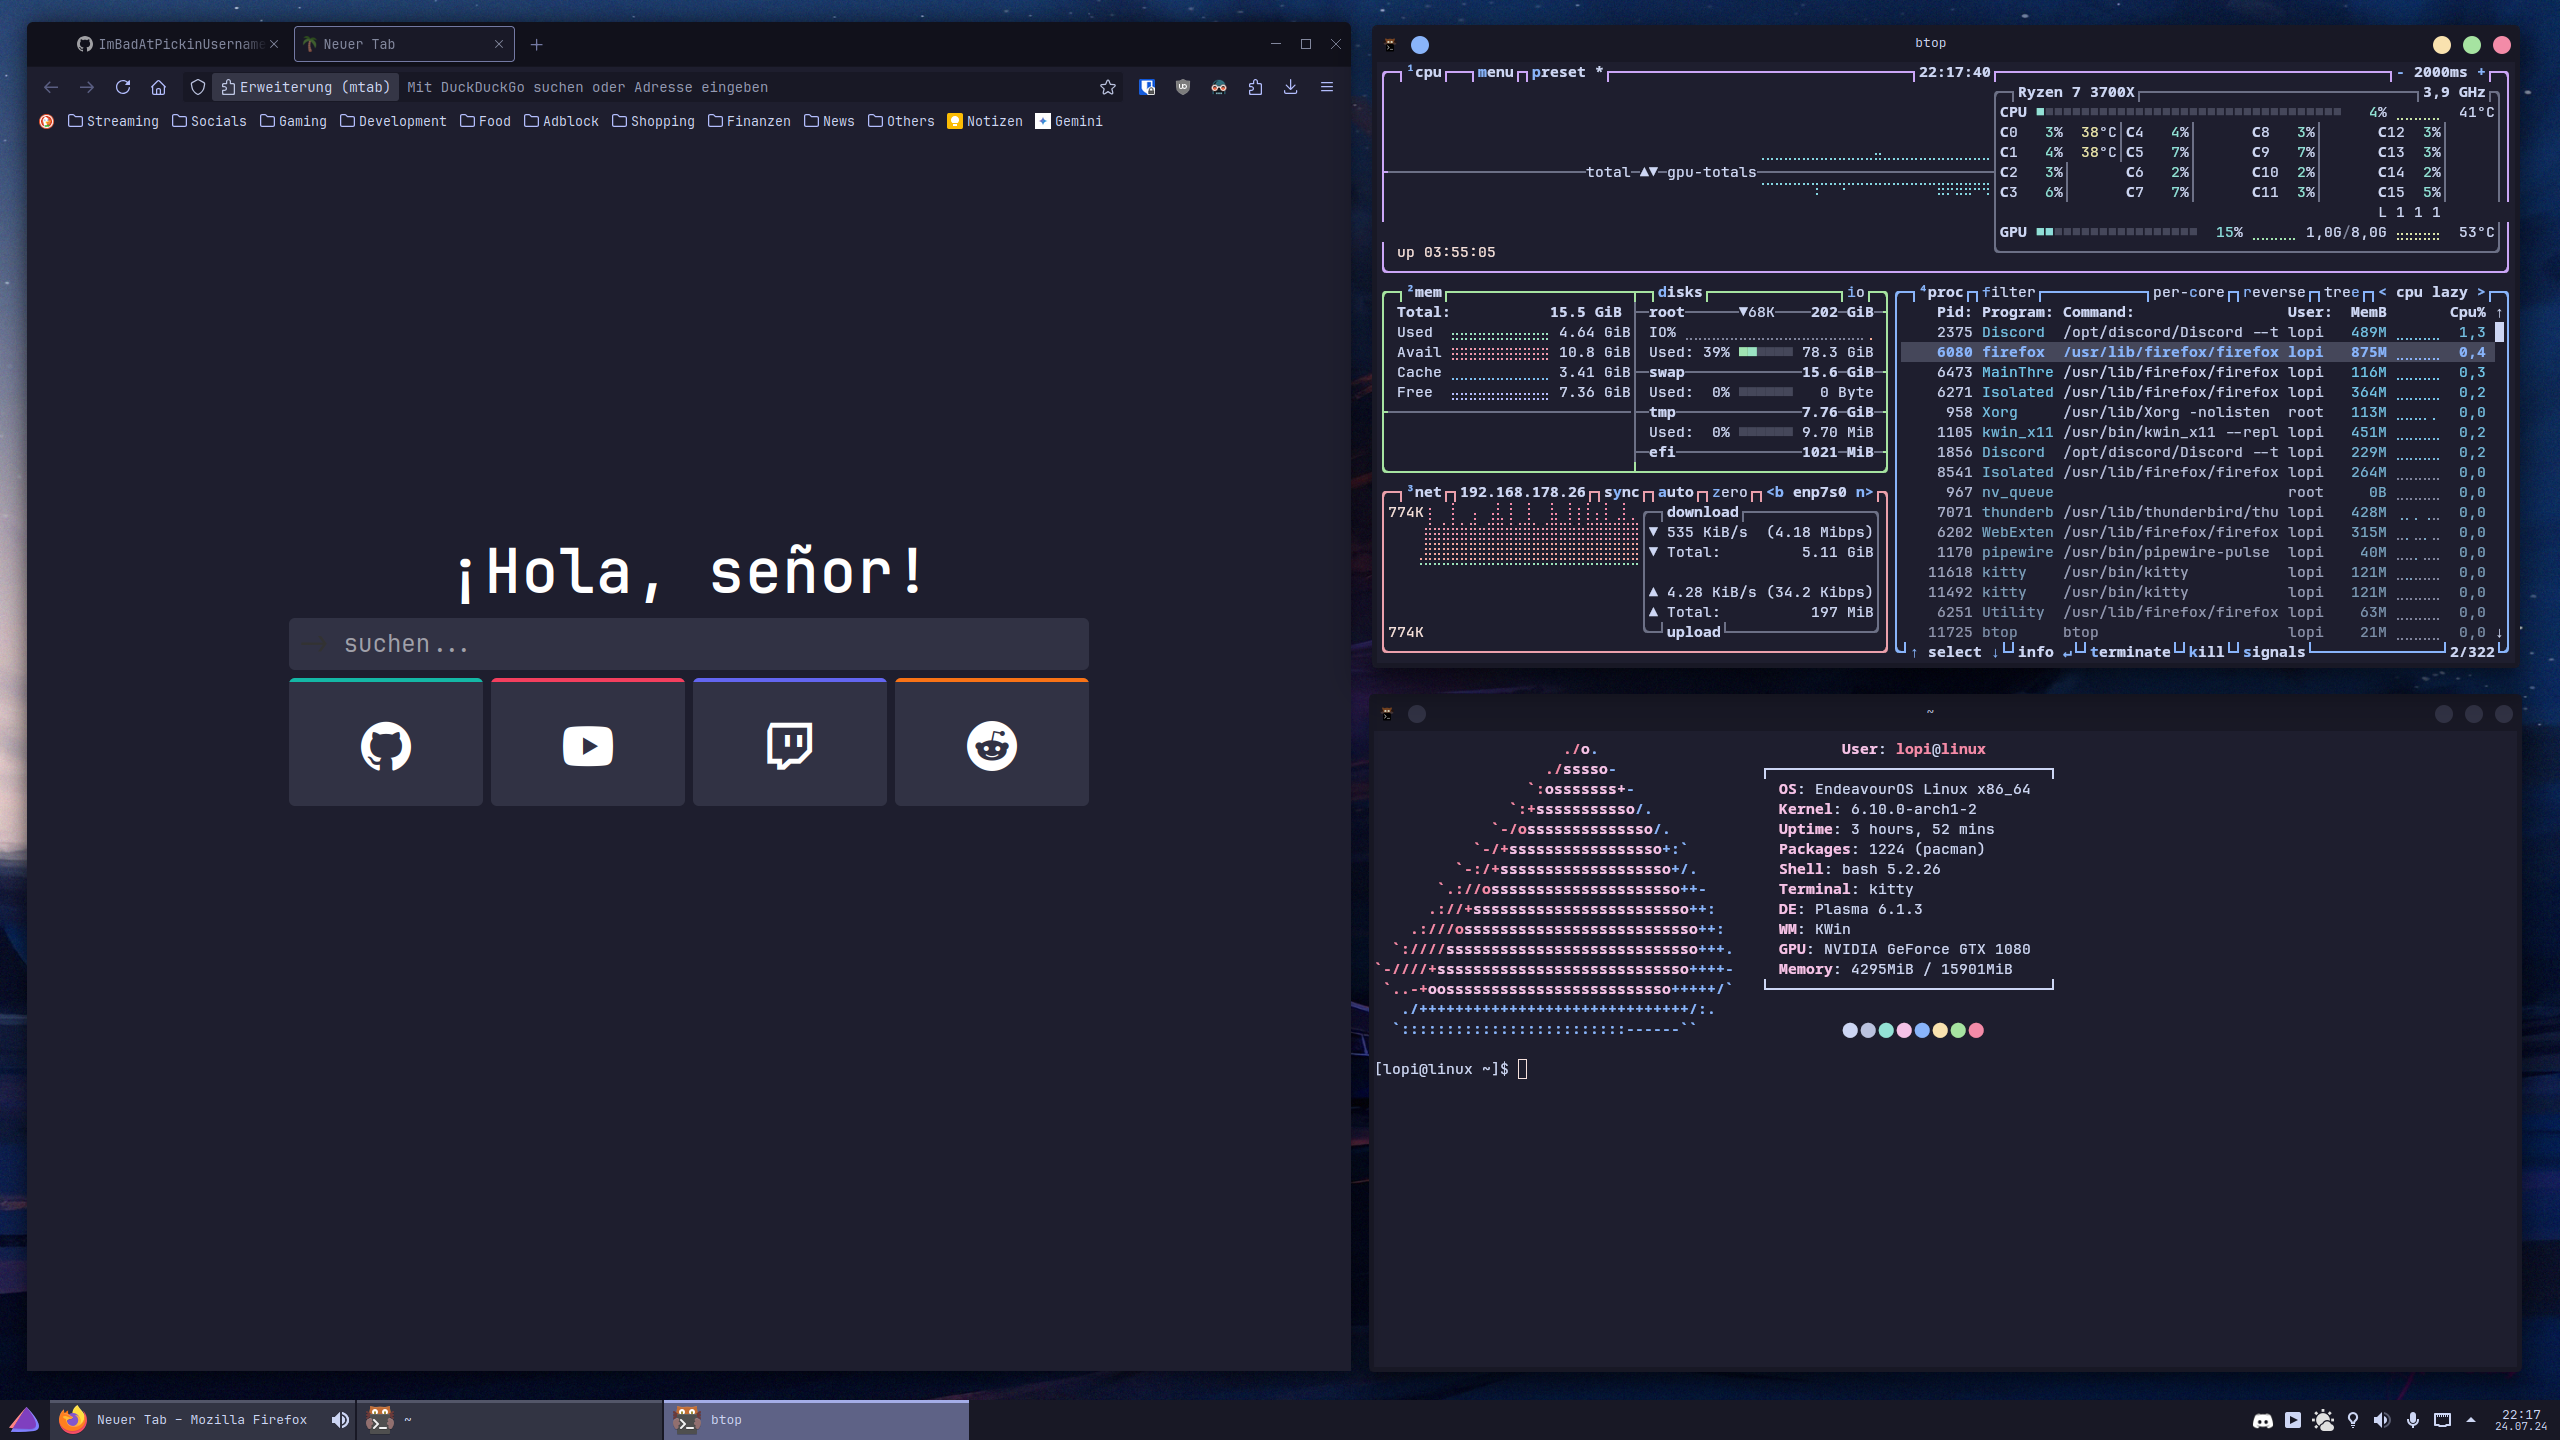 ImBadAtPickinUsername
Neuer Tab
Erweiterung (mtab) Mit DuckDuckGo suchen oder Adresse eingeben
Streaming Socials Gaming Development Food Adblock Shopping Finanzen News Others Notizen Gemini
¡Hola, señor!
suchen...
btop
1cpu menu preset * 22:17:40 - 2000ms +
Ryzen 7 3700X 3,9 GHz
CPU 4% 41°C
C0 3% 38°C C4 4% C8 3% C12 3%
C1 4% 38°C C5 7% C9 7% C13 3%
C2 3% C6 2% C10 2% C14 2%
C3 6% C7 7% C11 3% C15 5%
L 1 1 1
GPU 15% 1,0G/8,0G 53°C
total ▲▼ gpu-totals
up 03:55:05
2mem
Total: 15.5 GiB
Used 4.64 GiB
Avail 10.8 GiB
Cache 3.41 GiB
Free 7.36 GiB
disks io
root ▼68K 202 GiB
IO%
Used: 39% 78.3 GiB
swap 15.6 GiB
Used: 0% 0 Byte
tmp 7.76 GiB
Used: 0% 9.70 MiB
efi 1021 MiB
3net 192.168.178.26 sync auto zero <b enp7s0 n>
774K
download
▼ 535 KiB/s (4.18 Mibps)
▼ Total: 5.11 GiB
▲ 4.28 KiB/s (34.2 Kibps)
▲ Total: 197 MiB
774K
upload
4proc filter per-core reverse tree < cpu lazy >
Pid: Program: Command: User: MemB Cpu% ↑
2375 Discord /opt/discord/Discord --t lopi 489M 1,3
6080 firefox /usr/lib/firefox/firefox lopi 875M 0,4
6473 MainThre /usr/lib/firefox/firefox lopi 116M 0,3
6271 Isolated /usr/lib/firefox/firefox lopi 364M 0,2
958 Xorg /usr/lib/Xorg -nolisten root 113M 0,0
1105 kwin_x11 /usr/bin/kwin_x11 --repl lopi 451M 0,2
1856 Discord /opt/discord/Discord --t lopi 229M 0,2
8541 Isolated /usr/lib/firefox/firefox lopi 264M 0,0
967 nv_queue root 0B 0,0
7071 thunderb /usr/lib/thunderbird/thu lopi 428M 0,0
6202 WebExten /usr/lib/firefox/firefox lopi 315M 0,0
1170 pipewire /usr/bin/pipewire-pulse lopi 40M 0,0
11618 kitty /usr/bin/kitty lopi 121M 0,0
11492 kitty /usr/bin/kitty lopi 121M 0,0
6251 Utility /usr/lib/firefox/firefox lopi 63M 0,0
11725 btop btop lopi 21M 0,0 ↓
↑ select ↓ info ↵ terminate kill signals 2/322
~
User: lopi@linux
OS: EndeavourOS Linux x86_64
Kernel: 6.10.0-arch1-2
Uptime: 3 hours, 52 mins
Packages: 1224 (pacman)
Shell: bash 5.2.26
Terminal: kitty
DE: Plasma 6.1.3
WM: KWin
GPU: NVIDIA GeForce GTX 1080
Memory: 4295MiB / 15901MiB
[lopi@linux ~]$
Neuer Tab - Mozilla Firefox
~
btop
22:17
24.07.24